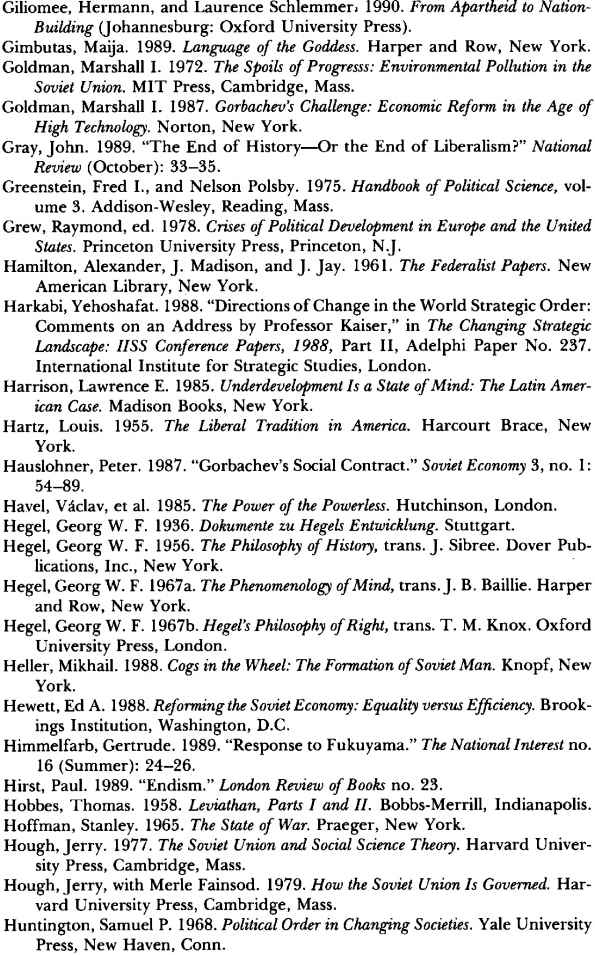 Giliomee, Hermann, and Laurence Schlemmer. 1990. From Apartheid to Nation-
Building (Johannesburg: Oxford University Press).
Gimbutas, Maija. 1989. Language of the Goddess. Harper and Row, New York.
Goldman, Marshall I. 1972. The Spoils of Progresss: Environmental Pollution in the
Soviet Union. MIT Press, Cambridge, Mass.
Goldman, Marshall I. 1987. Gorbachev's Challenge: Economic Reform in the Age of
High Technology. Norton, New York.
Gray, John. 1989. “The End of History—Or the End of Liberalism?” National
Review (October): 33–35.
Greenstein, Fred I., and Nelson Polsby. 1975. Handbook of Political Science, vol-
ume 3. Addison-Wesley, Reading, Mass.
Grew, Raymond, ed. 1978. Crises of Political Development in Europe and the United
States. Princeton University Press, Princeton, N.J.
Hamilton, Alexander, J. Madison, and J. Jay. 1961. The Federalist Papers. New
American Library, New York.
Harkabi, Yehoshafat. 1988. “Directions of Change in the World Strategic Order:
Comments on an Address by Professor Kaiser,” in The Changing Strategic
Landscape: IISS Conference Papers, 1988, Part II, Adelphi Paper No. 237.
International Institute for Strategic Studies, London.
Harrison, Lawrence E. 1985. Underdevelopment Is a State of Mind: The Latin Amer-
ican Case. Madison Books, New York.
Hartz, Louis. 1955. The Liberal Tradition in America. Harcourt Brace, New
York.
Hauslohner, Peter. 1987. “Gorbachev's Social Contract.” Soviet Economy 3, no. 1:
54–89.
Havel, Václav, et al. 1985. The Power of the Powerless. Hutchinson, London.
Hegel, Georg W. F. 1936. Dokumente zu Hegels Entwicklung. Stuttgart.
Hegel, Georg W. F. 1956. The Philosophy of History, trans. J. Sibree. Dover Pub-
lications, Inc., New York.
Hegel, Georg W. F. 1967a. The Phenomenology of Mind, trans. J. B. Baillie. Harper
and Row, New York.
Hegel, Georg W. F. 1967b. Hegel's Philosophy of Right, trans. T. M. Knox. Oxford
University Press, London.
Heller, Mikhail. 1988. Cogs in the Wheel: The Formation of Soviet Man. Knopf, New
York.
Hewett, Ed A. 1988. Reforming the Soviet Economy: Equality versus Efficiency. Brook-
ings Institution, Washington, D.C.
Himmelfarb, Gertrude. 1989. “Response to Fukuyama.” The National Interest no.
16 (Summer): 24–26.
Hirst, Paul. 1989. “Endism.” London Review of Books no. 23.
Hobbes, Thomas. 1958. Leviathan, Parts I and II. Bobbs-Merrill, Indianapolis.
Hoffman, Stanley. 1965. The State of War. Praeger, New York.
Hough, Jerry. 1977. The Soviet Union and Social Science Theory. Harvard Univer-
sity Press, Cambridge, Mass.
Hough, Jerry, with Merle Fainsod. 1979. How the Soviet Union Is Governed. Har-
vard University Press, Cambridge, Mass.
Huntington, Samuel P. 1968. Political Order in Changing Societies. Yale University
Press, New Haven, Conn.